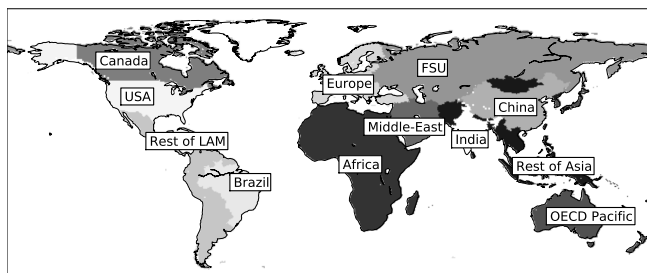 Canada
FSU
Europe
USA
China
Middle-East
Rest of LAM
India
Africa
Rest of Asia
Brazil
OECD Pacific